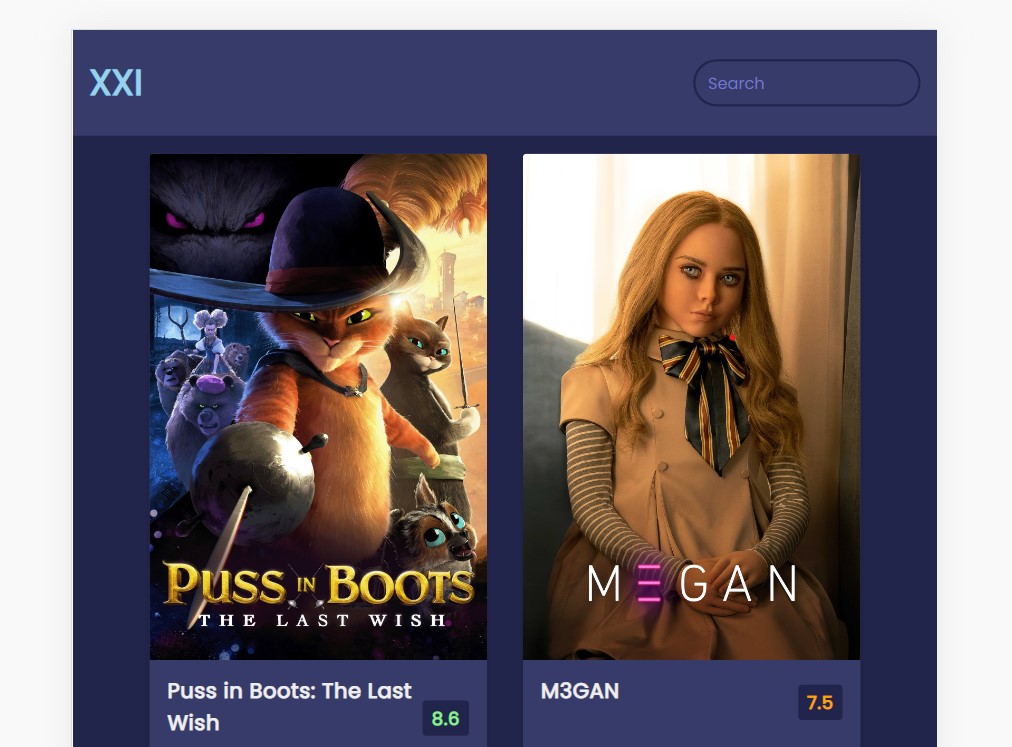 XXI
Search
PUSS IN BOOTS
THE LAST WISH
MƎGAN
Puss in Boots: The Last
Wish
8.6
M3GAN
7.5